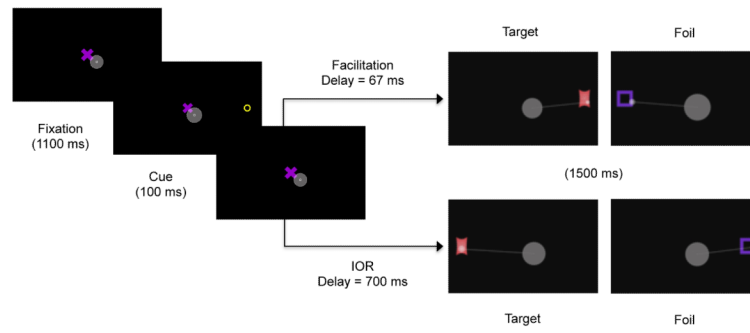 Target
Foil
Facilitation
Delay = 67 ms
Fixation
(1100 ms)
Cue
(100 ms)
(1500 ms)
IOR
Delay = 700 ms
Target
Foil